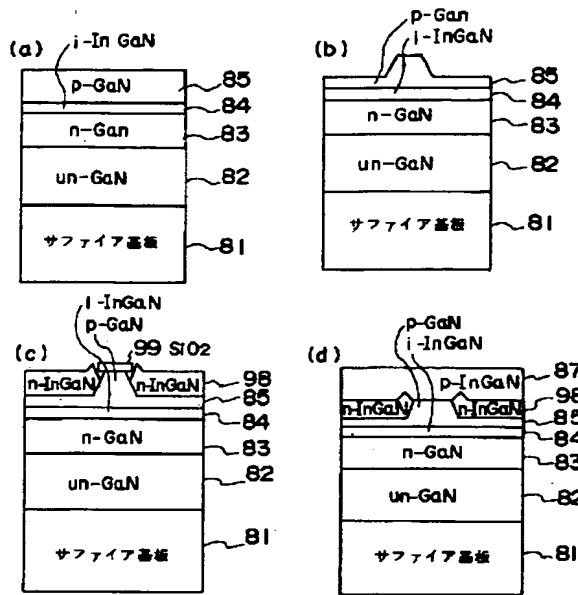 (a)
i-In GaN
p-GaN
85
84
n-Gan
83
un-GaN
82
サファイア基板
81
(b)
p-Gan
i-InGaN
85
84
n-GaN
83
un-GaN
82
サファイア基板
81
(c)
i-InGaN
p-GaN
99 SiO2
n-InGaN
n-InGaN
98
85
84
n-GaN
83
un-GaN
82
サファイア基板
81
(d)
p-GaN
i-InGaN
87
p-InGaN
n-InGaN
n-InGaN
98
85
84
n-GaN
83
un-GaN
82
サファイア基板
81